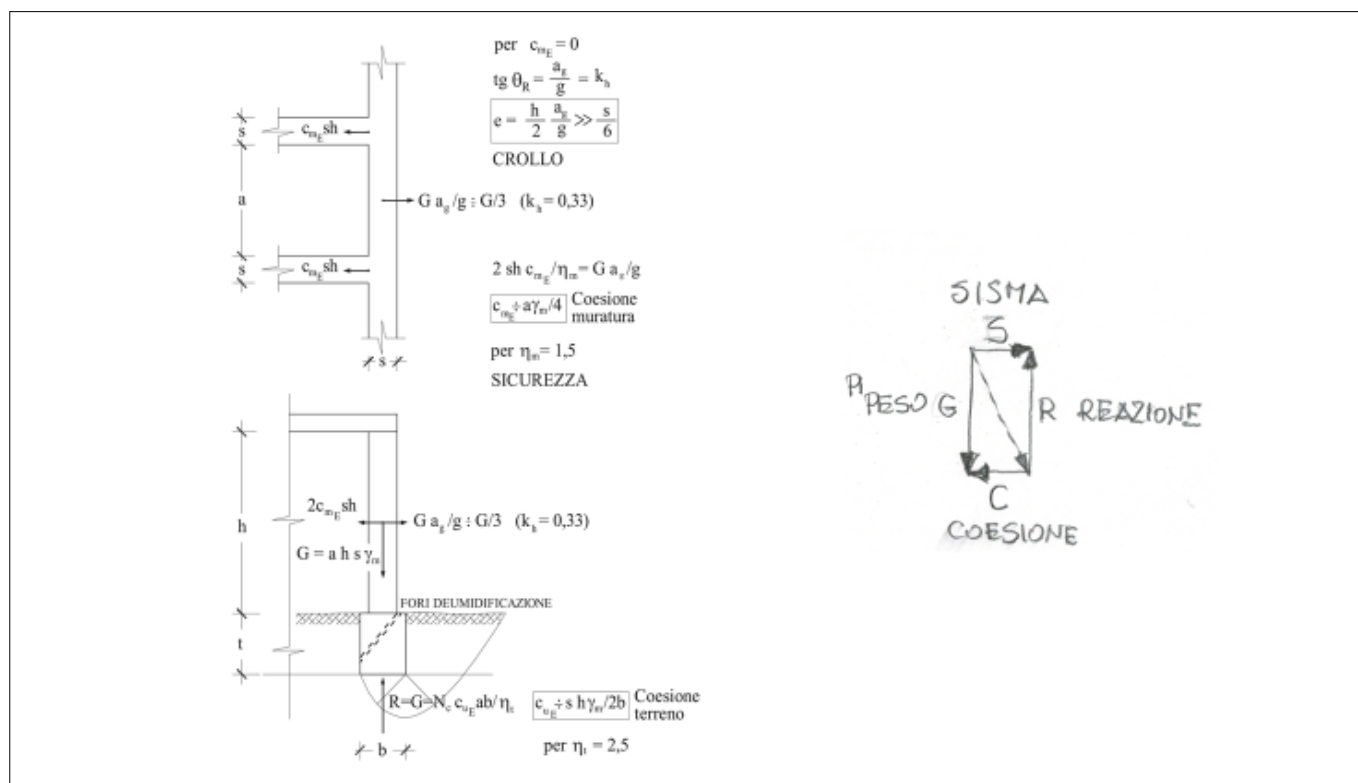 per c_mE = 0
tg θ_R = a_g/g = k_h
e = h/2 a_g/g ≫ s/6
CROLLO
s
c_mE sh
a
G a_g/g ÷ G/3 (k_h = 0,33)
s
c_mE sh
2 sh c_mE/η_m = G a_g/g
c_mE ÷ aγ_m/4 Coesione
muratura
per η_m = 1,5
s
SICUREZZA
h
2c_mE sh
G a_g/g ÷ G/3 (k_h = 0,33)
G = a h s γ_m
FORI DEUMIDIFICAZIONE
t
R=G=N_c c_uE ab/η_t
c_uE ÷ s h γ_m/2b Coesione
terreno
b
per η_t = 2,5
SISMA
S
PESO G
R REAZIONE
C
COESIONE